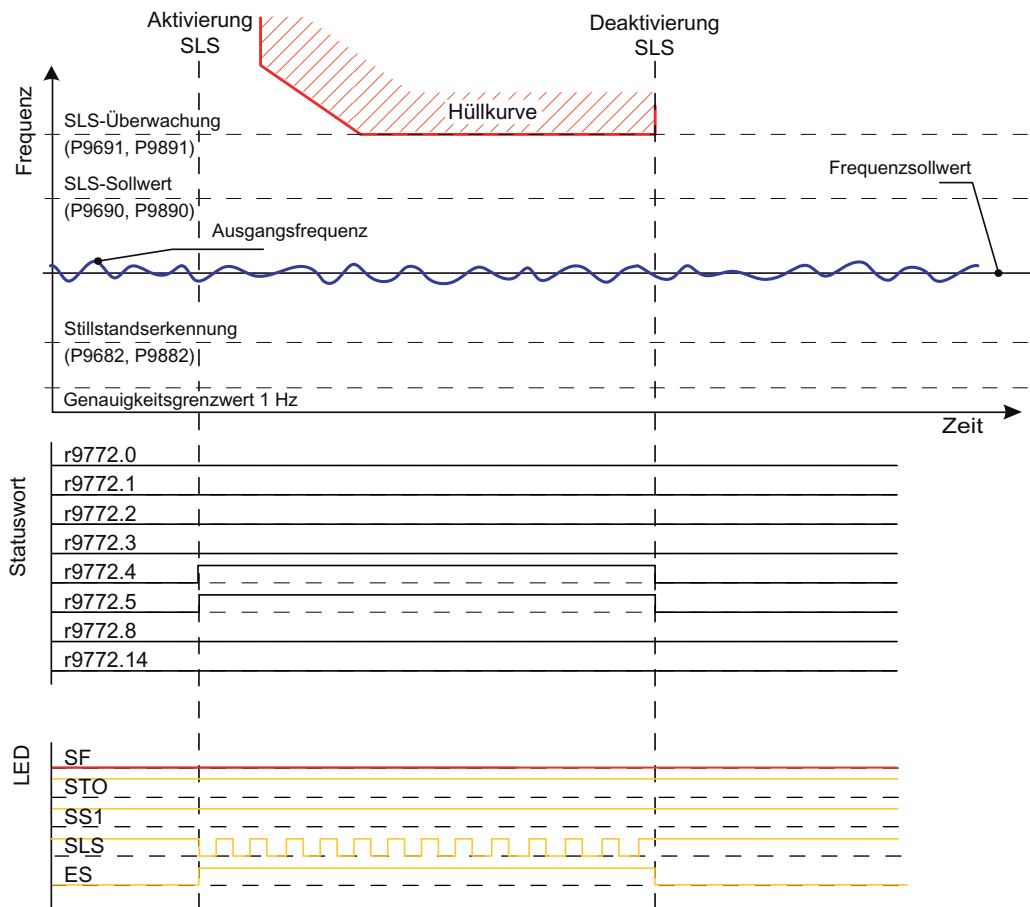 Aktivierung
SLS
Deaktivierung
SLS
Hüllkurve
Frequenz
SLS-Überwachung
(P9691, P9891)
SLS-Sollwert
(P9690, P9890)
Frequenzsollwert
Ausgangsfrequenz
Stillstandserkennung
(P9682, P9882)
Genauigkeitsgrenzwert 1 Hz
Zeit
Statuswort
r9772.0
r9772.1
r9772.2
r9772.3
r9772.4
r9772.5
r9772.8
r9772.14
LED
SF
STO
SS1
SLS
ES